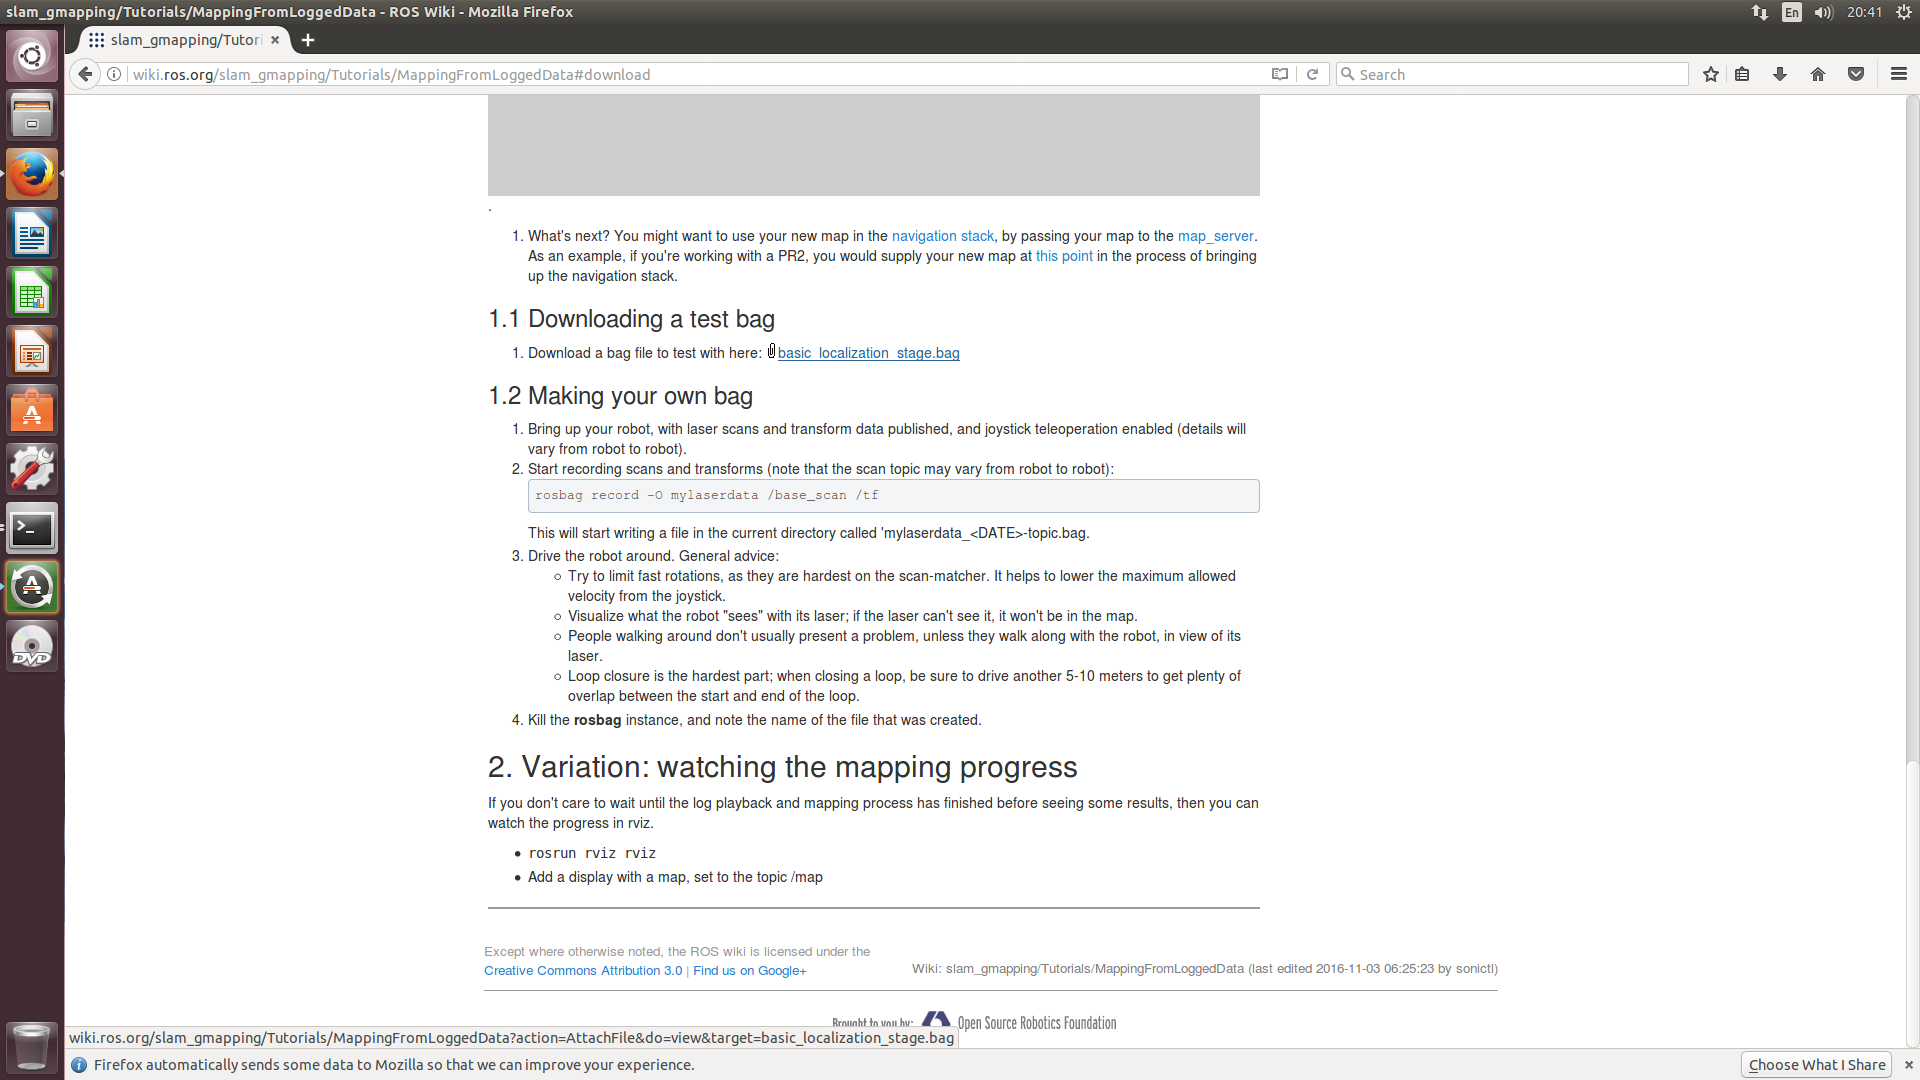 slam_gmapping/Tutorials/MappingFromLoggedData - ROS Wiki - Mozilla Firefox
En
20:41
slam_gmapping/Tutori
wiki.ros.org/slam_gmapping/Tutorials/MappingFromLoggedData#download
Search
.
1. What's next? You might want to use your new map in the navigation stack, by passing your map to the map_server.
As an example, if you're working with a PR2, you would supply your new map at this point in the process of bringing
up the navigation stack.
1.1 Downloading a test bag
1. Download a bag file to test with here: basic_localization_stage.bag
1.2 Making your own bag
1. Bring up your robot, with laser scans and transform data published, and joystick teleoperation enabled (details will
vary from robot to robot).
2. Start recording scans and transforms (note that the scan topic may vary from robot to robot):
rosbag record -O mylaserdata /base_scan /tf
This will start writing a file in the current directory called 'mylaserdata_<DATE>-topic.bag.
3. Drive the robot around. General advice:
Try to limit fast rotations, as they are hardest on the scan-matcher. It helps to lower the maximum allowed
velocity from the joystick.
Visualize what the robot "sees" with its laser; if the laser can't see it, it won't be in the map.
People walking around don't usually present a problem, unless they walk along with the robot, in view of its
laser.
Loop closure is the hardest part; when closing a loop, be sure to drive another 5-10 meters to get plenty of
overlap between the start and end of the loop.
4. Kill the rosbag instance, and note the name of the file that was created.
2. Variation: watching the mapping progress
If you don't care to wait until the log playback and mapping process has finished before seeing some results, then you can
watch the progress in rviz.
rosrun rviz rviz
Add a display with a map, set to the topic /map
Except where otherwise noted, the ROS wiki is licensed under the
Creative Commons Attribution 3.0 | Find us on Google+
Wiki: slam_gmapping/Tutorials/MappingFromLoggedData (last edited 2016-11-03 06:25:23 by sonictl)
Brought to you by: Open Source Robotics Foundation
wiki.ros.org/slam_gmapping/Tutorials/MappingFromLoggedData?action=AttachFile&do=view&target=basic_localization_stage.bag
Firefox automatically sends some data to Mozilla so that we can improve your experience.
Choose What I Share
DVD